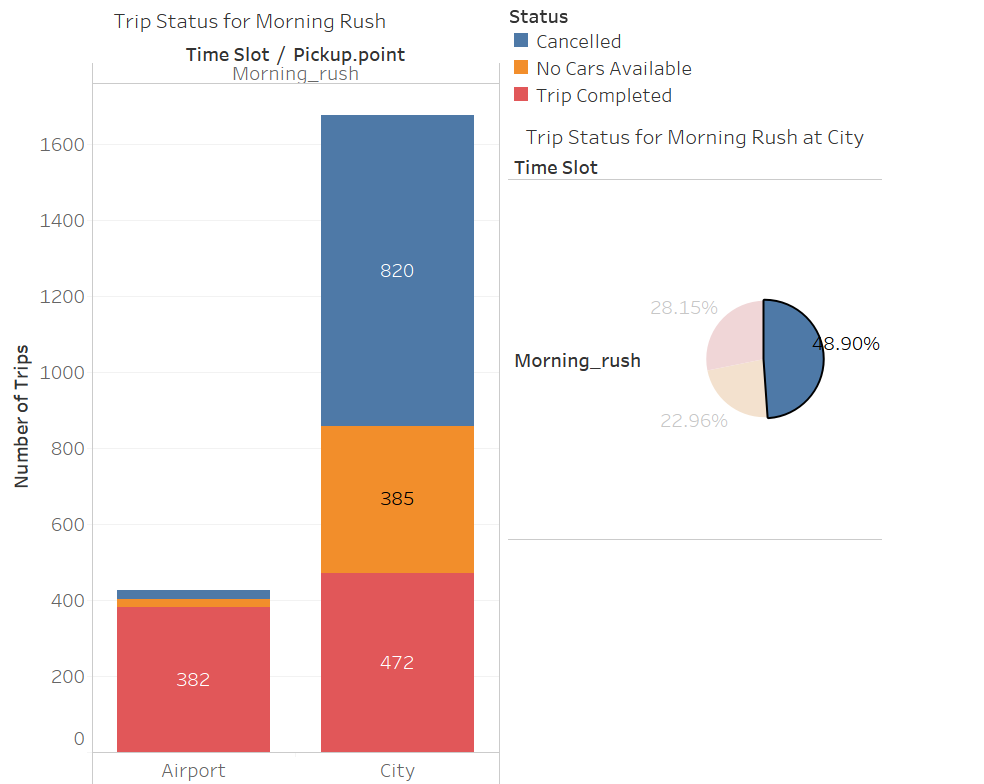 Trip Status for Morning Rush
Time Slot / Pickup.point
Morning_rush
Number of Trips
1600
1400
1200
1000
800
600
400
200
0
820
385
472
382
Airport
City
Status
Cancelled
No Cars Available
Trip Completed
Trip Status for Morning Rush at City
Time Slot
Morning_rush
28.15%
48.90%
22.96%